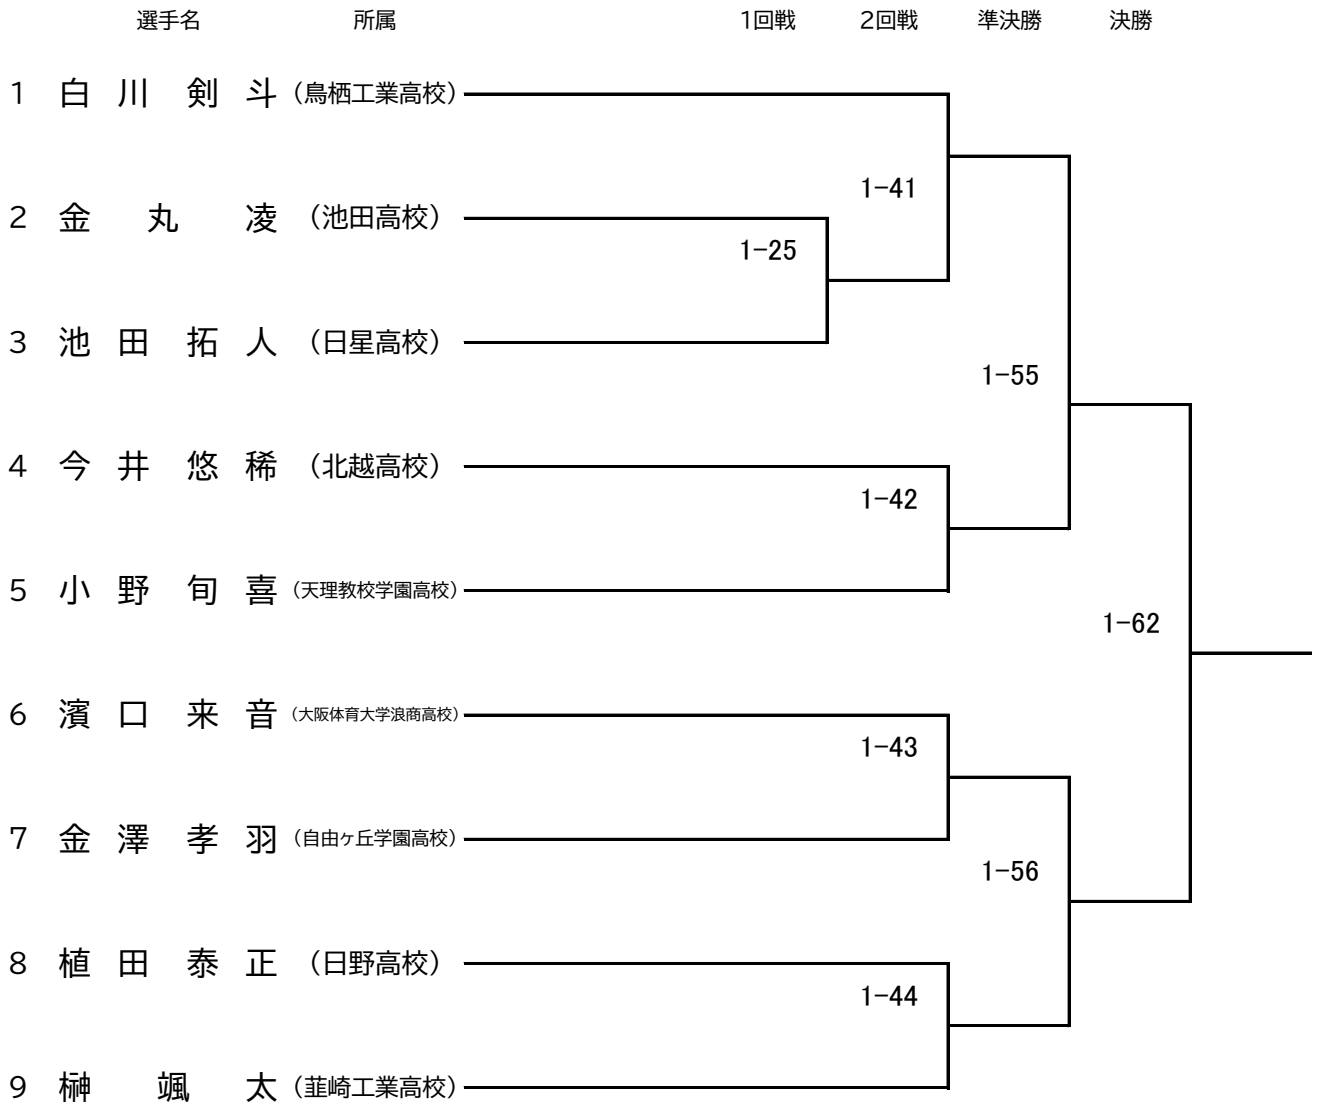 選手名 所属 1回戦 2回戦 準決勝 決勝
1 白川 剣斗 (鳥栖工業高校)
1-41
2 金丸 凌 (池田高校)
1-25
3 池田 拓人 (日星高校)
1-55
4 今井 悠稀 (北越高校)
1-42
5 小野 旬喜 (天理教校学園高校)
1-62
6 濱口 来音 (大阪体育大学浪商高校)
1-43
7 金澤 孝羽 (自由ヶ丘学園高校)
1-56
8 植田 泰正 (日野高校)
1-44
9 榊 颯太 (韮崎工業高校)